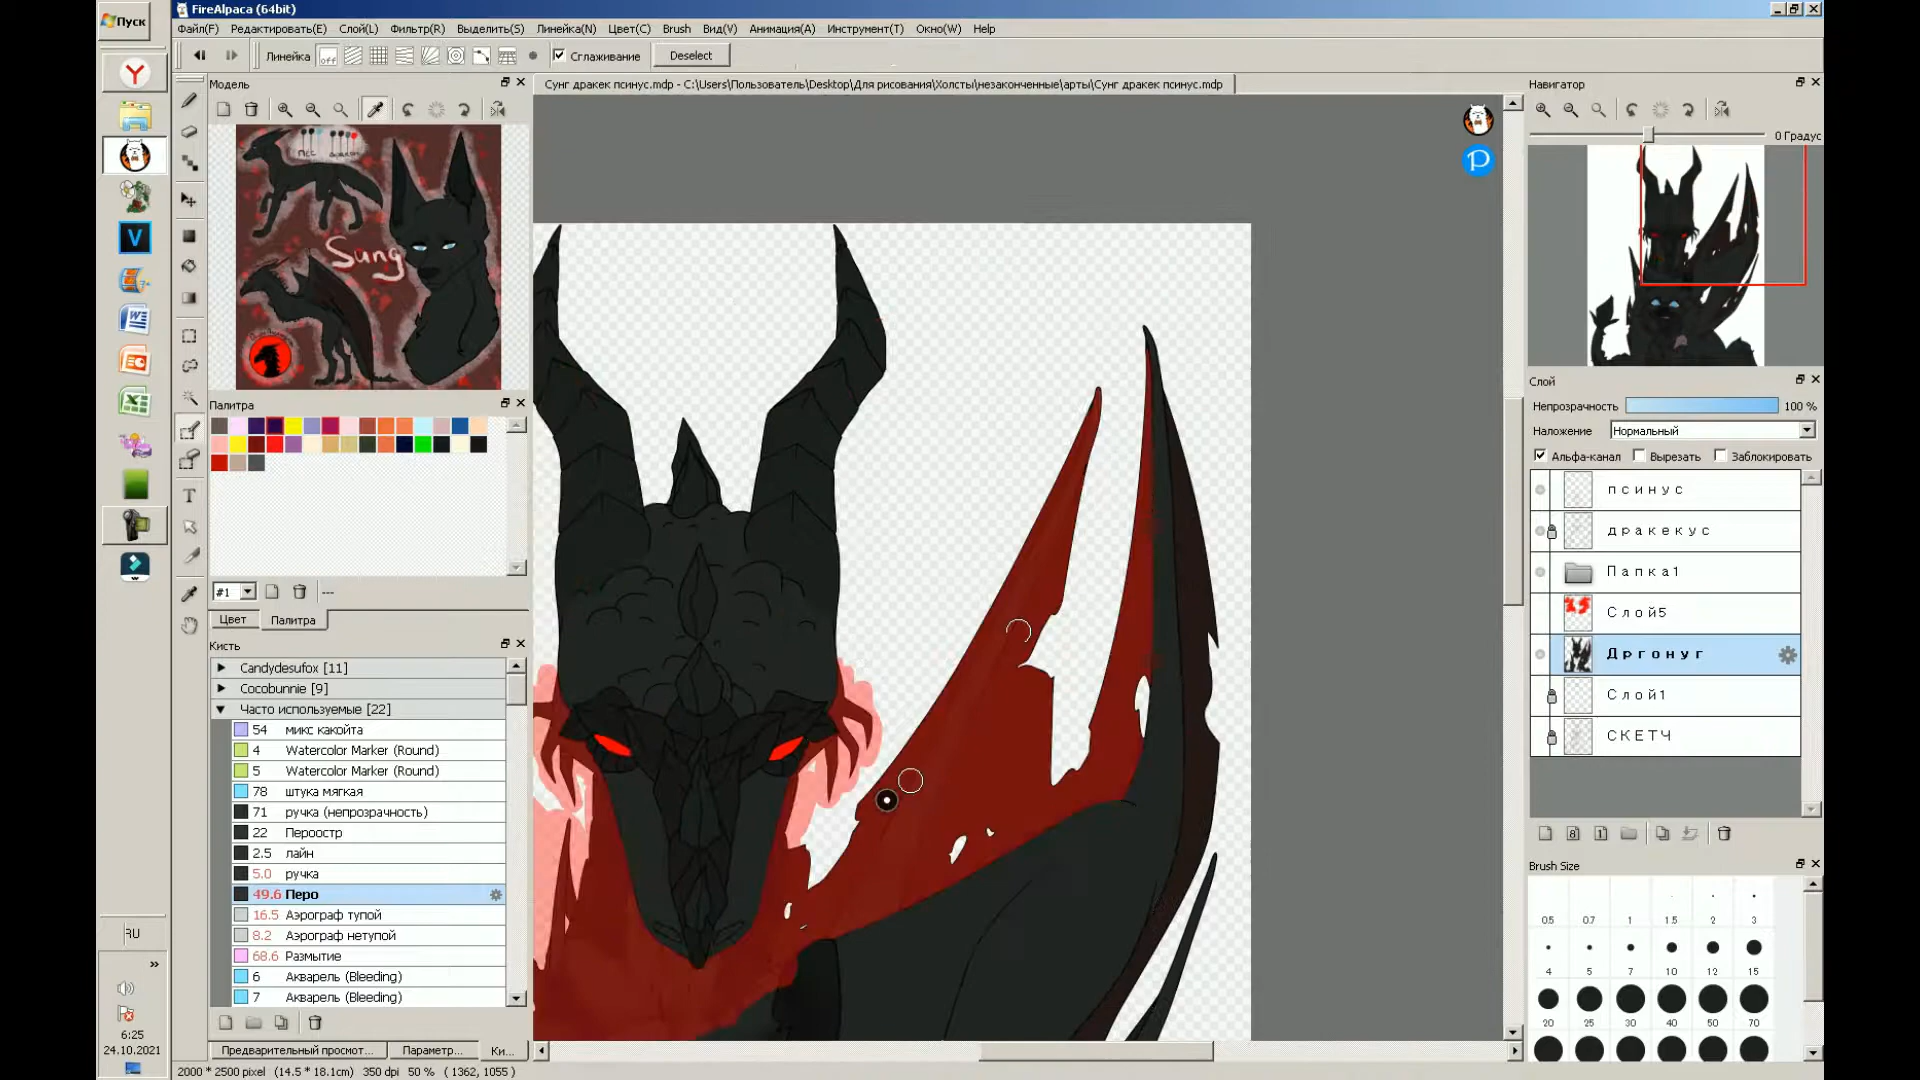 Пуск
FireAlpaca (64bit)
Файл(F) Редактировать(E) Слой(L) Фильтр(R) Выделить(S) Линейка(N) Цвет(C) Brush Вид(V) Анимация(A) Инструмент(T) Окно(W) Help
Линейка off Сглаживание Deselect
Модель
Сунг дракек псинус.mdp - C:\Users\Пользователь\Desktop\Для рисования\Холсты\незаконченные\арты\Сунг дракек псинус.mdp
Навигатор
0 Градус
Sung
Слой
Непрозрачность 100 %
Наложение Нормальный
Альфа-канал Вырезать Заблокировать
псинус
дракекус
Папка1
Слой5
Дргонуг
Слой1
СКЕТЧ
Палитра
#1 ---
Цвет Палитра
Кисть
Candydesufox [11]
Cocobunnie [9]
Часто используемые [22]
54 микс какойта
4 Watercolor Marker (Round)
5 Watercolor Marker (Round)
78 штука мягкая
71 ручка (непрозрачность)
22 Пероостр
2.5 лайн
5.0 ручка
49.6 Перо
16.5 Аэрограф тупой
8.2 Аэрограф нетупой
68.6 Размытие
6 Акварель (Bleeding)
7 Акварель (Bleeding)
Предварительный просмот... Параметр... Ки...
Brush Size
0.5 0.7 1 1.5 2 3
4 5 7 10 12 15
20 25 30 40 50 70
RU
6:25
24.10.2021
2000 * 2500 pixel (14.5 * 18.1cm) 350 dpi 50 % ( 1362, 1055 )